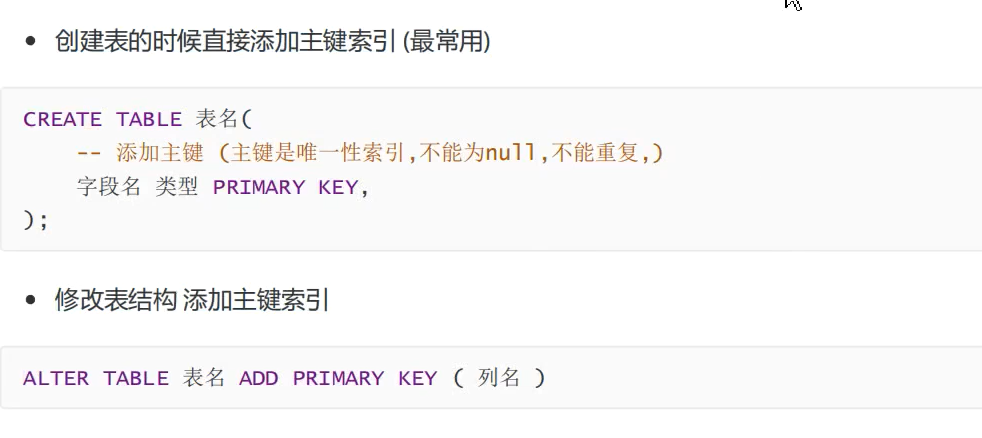 • 创建表的时候直接添加主键索引 (最常用)
CREATE TABLE 表名(
-- 添加主键 (主键是唯一性索引,不能为null,不能重复,)
字段名 类型 PRIMARY KEY,
);
• 修改表结构 添加主键索引
ALTER TABLE 表名 ADD PRIMARY KEY ( 列名 )